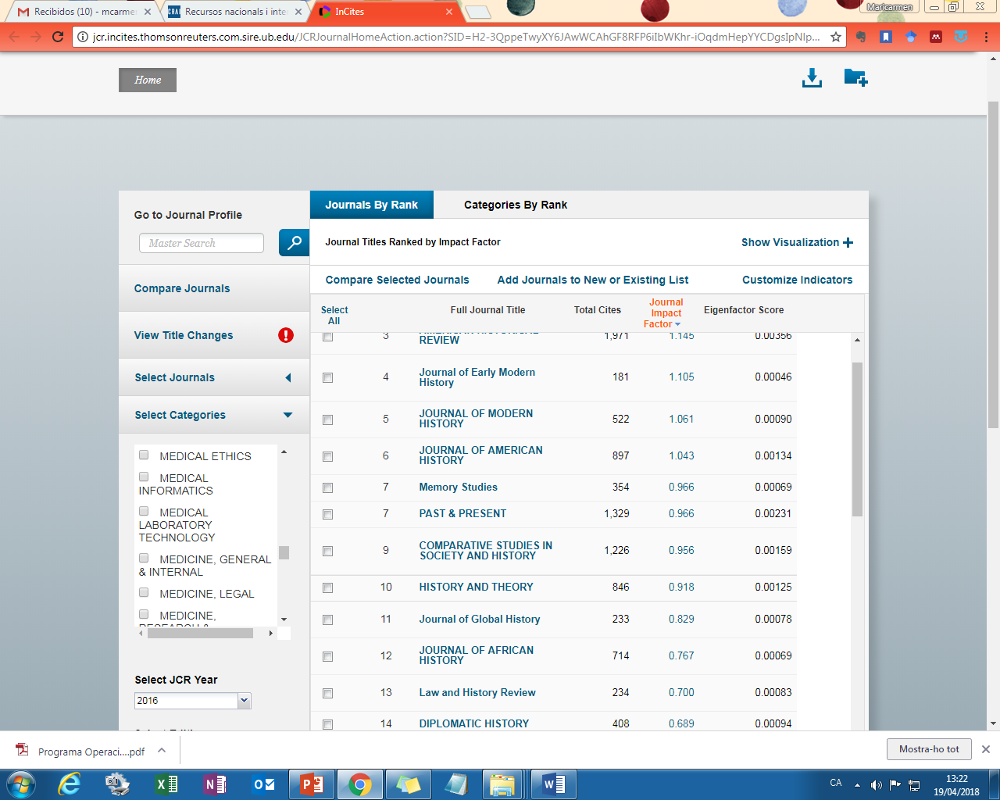 Recibidos (10) - mcarme
Recursos nacionals i inte
InCites
Maricarmen
jcr.incites.thomsonreuters.com.sire.ub.edu/JCRJournalHomeAction.action?SID=H2-3QppeTwyXY6JAwWCAhGF8RFP6iIbWKhr-iOqdmHepYYCDgsIpNIp...
Home
Go to Journal Profile
Master Search
Compare Journals
View Title Changes
Select Journals
Select Categories
MEDICAL ETHICS
MEDICAL
INFORMATICS
MEDICAL
LABORATORY
TECHNOLOGY
MEDICINE, GENERAL
& INTERNAL
MEDICINE, LEGAL
MEDICINE,
RESEARCH &
Select JCR Year
2016
Journals By Rank
Categories By Rank
Journal Titles Ranked by Impact Factor
Show Visualization
Compare Selected Journals
Add Journals to New or Existing List
Customize Indicators
Select
All
Full Journal Title
Total Cites
Journal
Impact
Factor
Eigenfactor Score
3 AMERICAN HISTORICAL
REVIEW 1,971 1.145 0.00356
4 Journal of Early Modern
History 181 1.105 0.00046
5 JOURNAL OF MODERN
HISTORY 522 1.061 0.00090
6 JOURNAL OF AMERICAN
HISTORY 897 1.043 0.00134
7 Memory Studies 354 0.966 0.00069
7 PAST & PRESENT 1,329 0.966 0.00231
9 COMPARATIVE STUDIES IN
SOCIETY AND HISTORY 1,226 0.956 0.00159
10 HISTORY AND THEORY 846 0.918 0.00125
11 Journal of Global History 233 0.829 0.00078
12 JOURNAL OF AFRICAN
HISTORY 714 0.767 0.00069
13 Law and History Review 234 0.700 0.00083
14 DIPLOMATIC HISTORY 408 0.689 0.00094
Programa Operaci....pdf
Mostra-ho tot
CA
13:22
19/04/2018